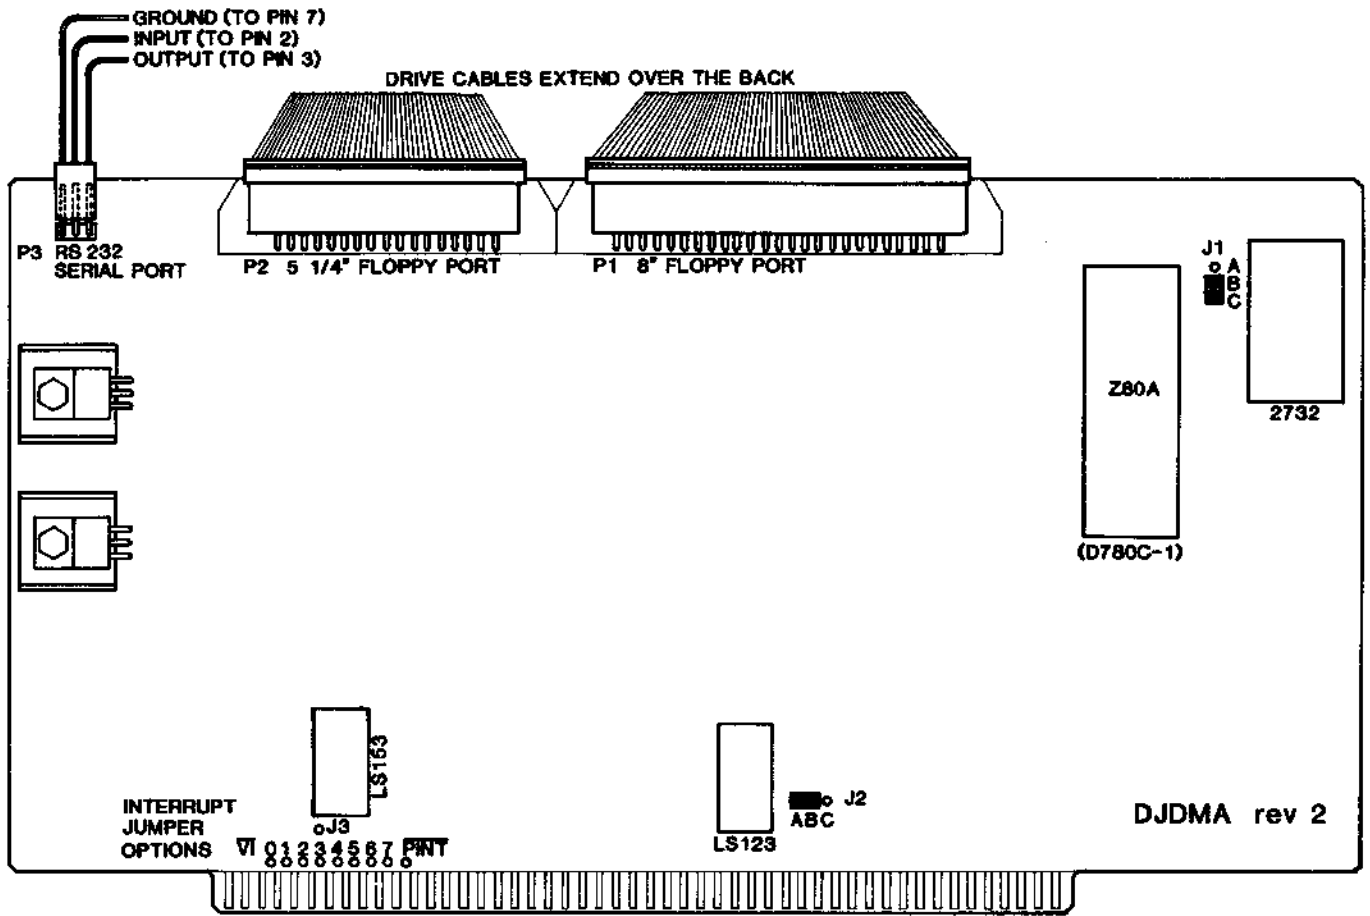 GROUND (TO PIN 7)
INPUT (TO PIN 2)
OUTPUT (TO PIN 3)
DRIVE CABLES EXTEND OVER THE BACK
P3 RS 232
SERIAL PORT
P2 5 1/4" FLOPPY PORT
P1 8" FLOPPY PORT
J1
A
B
C
Z80A
2732
(D780C-1)
LS153
INTERRUPT
JUMPER
OPTIONS
J3
VI 0 1 2 3 4 5 6 7 PINT
LS123
J2
ABC
DJDMA rev 2